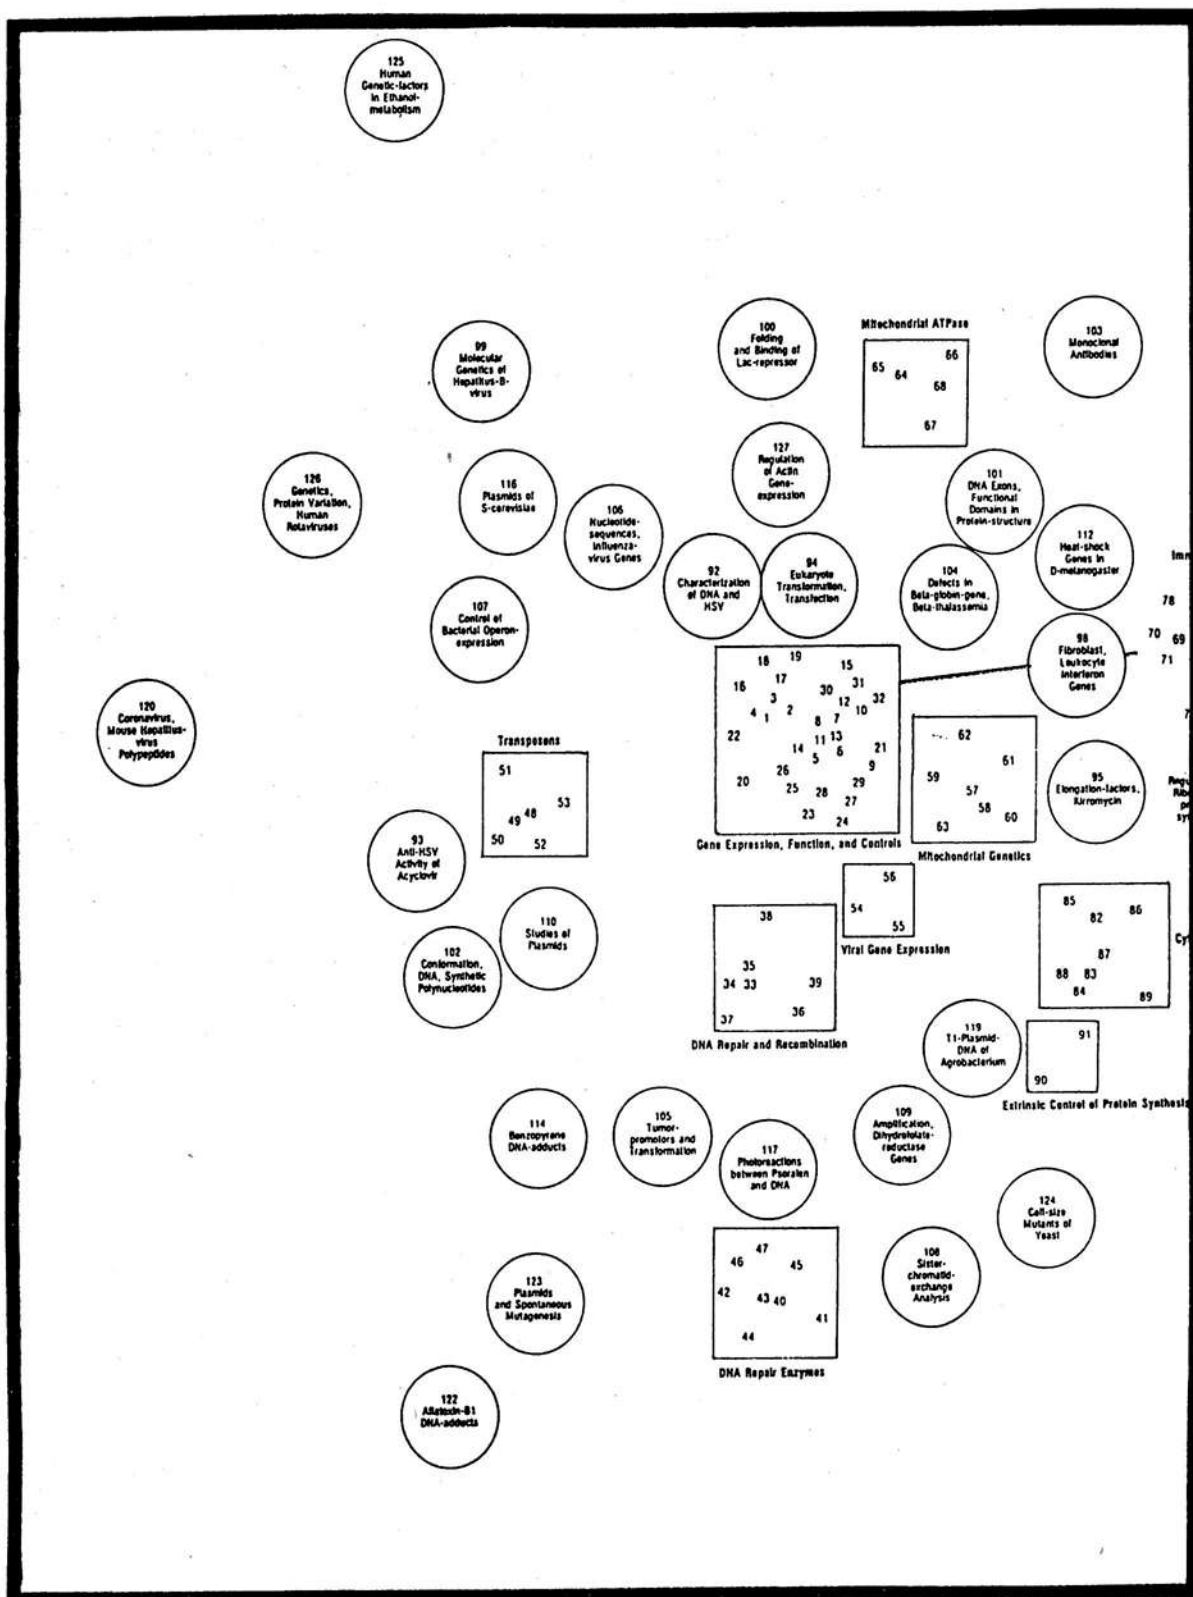 125
Human
Genetic-factors
in Ethanol-
metabolism
100
Folding
and Binding of
Lac-repressor
Mitochondrial ATPase
66
65
64
68
67
103
Monoclonal
Antibodies
99
Molecular
Genetics of
Hepatitus-B-
virus
127
Regulation
of Actin
Gene-
expression
101
DNA Exons,
Functional
Domains in
Protein-structure
126
Genetics,
Protein Variation,
Human
Rotaviruses
116
Plasmids of
S-cerevisiae
106
Nucleotide-
sequences,
Influenza-
virus Genes
112
Heat-shock
Genes in
D-melanogaster
Imm
92
Characterization
of DNA and
HSV
94
Eukaryote
Transformation,
Transfection
104
Defects in
Beta-globin-gene,
Beta-thalassemia
107
Control of
Bacterial Operon-
expression
78
70 69
71
7
98
Fibroblast,
Leukocyte
Interferon
Genes
18 19 15
16 17 30 31
3 12 32
4 1 2 8 7 10
22 11 13
14 5 6 21
26 9
20 25 28 29
23 27
24
Gene Expression, Function, and Controls
120
Coronavirus,
Mouse Hepatitus-
virus
Polypeptides
Transposons
51
53
49 48
50 52
62
61
59
57
58
63 60
Mitochondrial Genetics
95
Elongation-factors,
Kirromycin
93
Anti-HSV
Activity of
Acyclovir
56
54
55
Viral Gene Expression
85
82 86
87
88 83
84 89
Cyt
110
Studies of
Plasmids
102
Conformation,
DNA, Synthetic
Polynucleotides
38
35
34 33 39
37 36
DNA Repair and Recombination
119
T1-Plasmid-
DNA of
Agrobacterium
91
90
Extrinsic Control of Protein Synthesis
114
Benzopyrene
DNA-adducts
105
Tumor-
promotors and
Transformation
117
Photoreactions
between Psoralen
and DNA
109
Amplification,
Dihydrofolate-
reductase
Genes
124
Cell-size
Mutants of
Yeast
47
46 45
42 43 40
41
44
DNA Repair Enzymes
108
Sister-
chromatid-
exchange
Analysis
123
Plasmids
and Spontaneous
Mutagenesis
122
Aflatoxin-B1
DNA-adducts